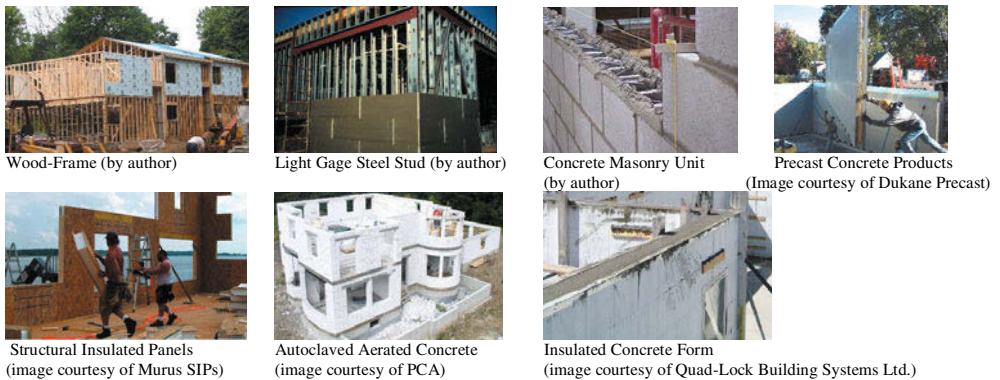 Wood-Frame (by author)
Light Gage Steel Stud (by author)
Concrete Masonry Unit
(by author)
Precast Concrete Products
(Image courtesy of Dukane Precast)
Structural Insulated Panels
(image courtesy of Murus SIPs)
Autoclaved Aerated Concrete
(image courtesy of PCA)
Insulated Concrete Form
(image courtesy of Quad-Lock Building Systems Ltd.)